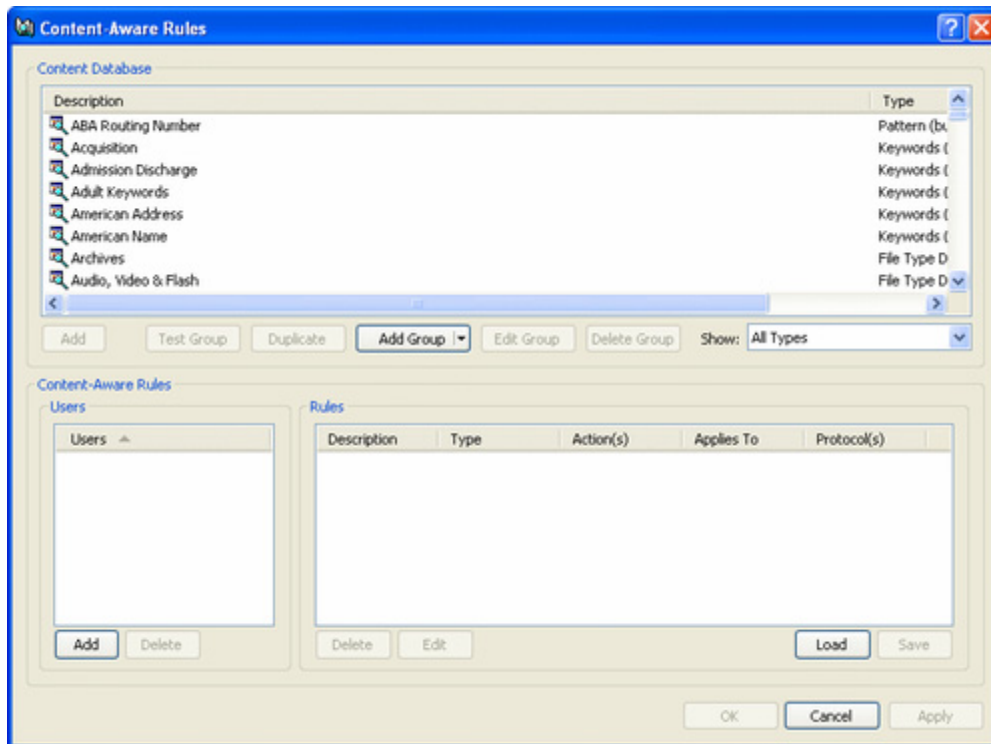 Content-Aware Rules
Content Database
Description Type
ABA Routing Number Pattern (bu
Acquisition Keywords (
Admission Discharge Keywords (
Adult Keywords Keywords (
American Address Keywords (
American Name Keywords (
Archives File Type D
Audio, Video & Flash File Type D
Add Test Group Duplicate Add Group Edit Group Delete Group Show: All Types
Content-Aware Rules
Users Rules
Users Description Type Action(s) Applies To Protocol(s)
Add Delete Delete Edit Load Save
OK Cancel Apply